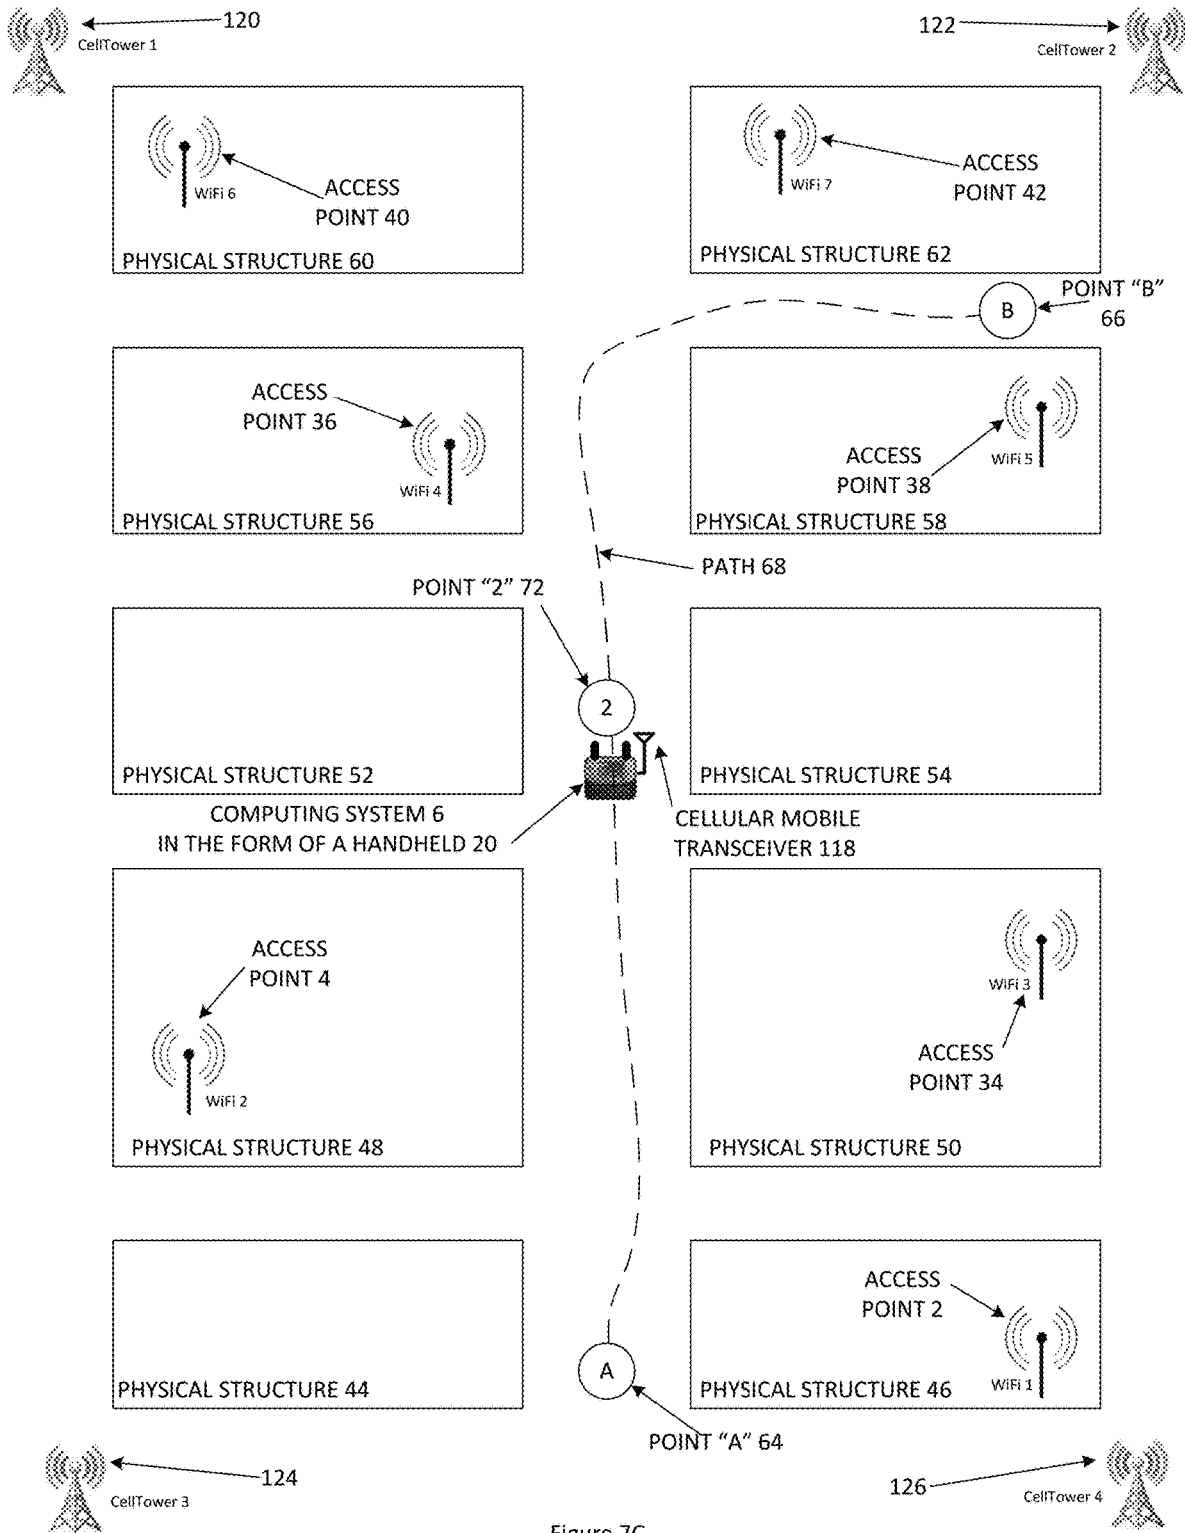 120
CellTower 1
122
CellTower 2
WiFi 6
ACCESS
POINT 40
PHYSICAL STRUCTURE 60
WiFi 7
ACCESS
POINT 42
PHYSICAL STRUCTURE 62
B
POINT "B"
66
ACCESS
POINT 36
WiFi 4
PHYSICAL STRUCTURE 56
ACCESS
POINT 38
WiFi 5
PHYSICAL STRUCTURE 58
PATH 68
POINT "2" 72
2
PHYSICAL STRUCTURE 52
PHYSICAL STRUCTURE 54
COMPUTING SYSTEM 6
IN THE FORM OF A HANDHELD 20
CELLULAR MOBILE
TRANSCEIVER 118
ACCESS
POINT 4
WiFi 2
PHYSICAL STRUCTURE 48
WiFi 3
ACCESS
POINT 34
PHYSICAL STRUCTURE 50
PHYSICAL STRUCTURE 44
A
ACCESS
POINT 2
WiFi 1
PHYSICAL STRUCTURE 46
POINT "A" 64
124
CellTower 3
126
CellTower 4
Figure 7C